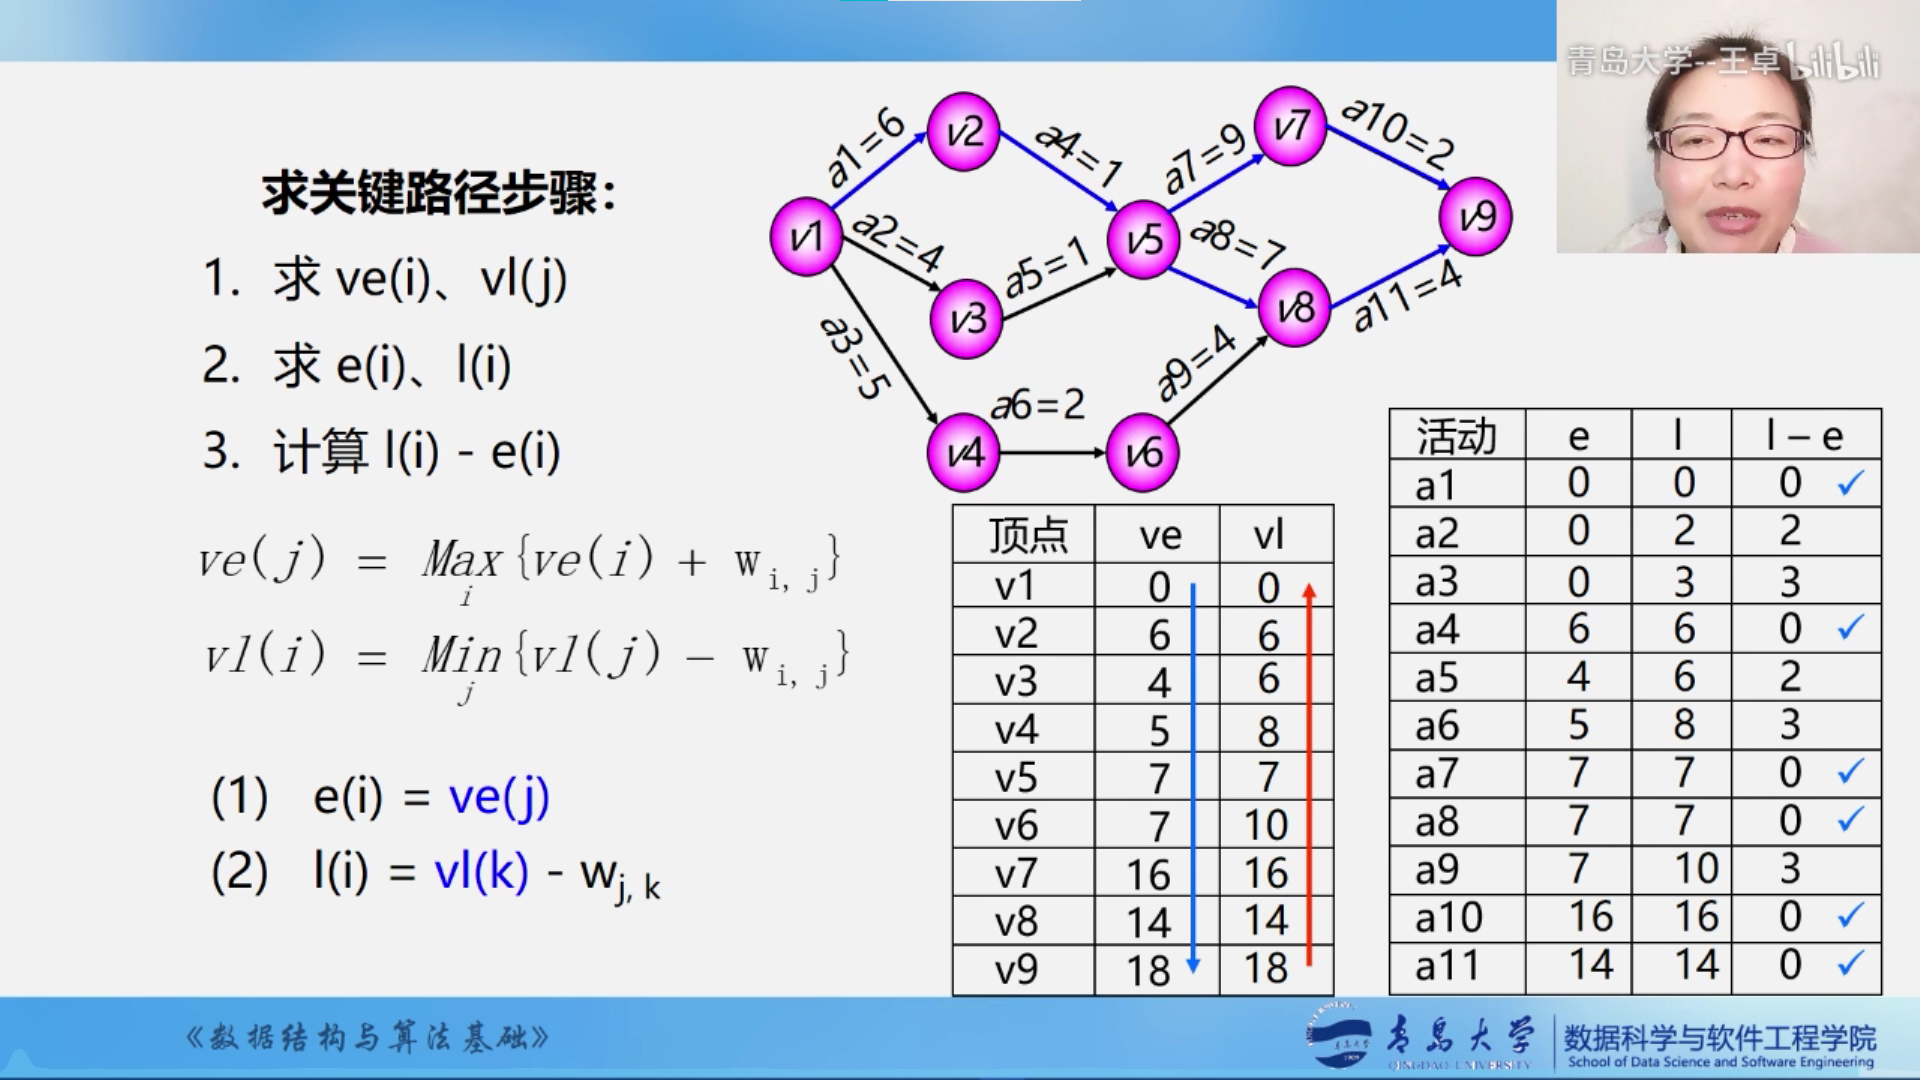 青岛大学--王卓 bilibili
求关键路径步骤：
1. 求 ve(i)、vl(j)
2. 求 e(i)、l(i)
3. 计算 l(i) - e(i)
ve(j) = Max{ve(i) + w i, j}
i
vl(i) = Min{vl(j) − w i, j}
j
(1) e(i) = ve(j)
(2) l(i) = vl(k) - w j, k
v1
v2
v3
v4
v5
v6
v7
v8
v9
a1=6
a2=4
a3=5
a4=1
a5=1
a6=2
a7=9
a8=7
a9=4
a10=2
a11=4
顶点 ve vl
v1 0 0
v2 6 6
v3 4 6
v4 5 8
v5 7 7
v6 7 10
v7 16 16
v8 14 14
v9 18 18
活动 e l l – e
a1 0 0 0 ✓
a2 0 2 2
a3 0 3 3
a4 6 6 0 ✓
a5 4 6 2
a6 5 8 3
a7 7 7 0 ✓
a8 7 7 0 ✓
a9 7 10 3
a10 16 16 0 ✓
a11 14 14 0 ✓
《数据结构与算法基础》
青岛大学
QINGDAO UNIVERSITY
数据科学与软件工程学院
School of Data Science and Software Engineering